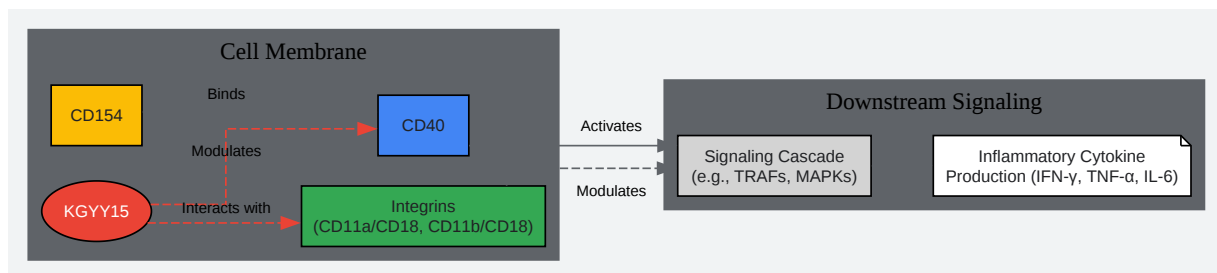 Cell Membrane
CD154
Binds
CD40
Modulates
KGYY15
Interacts with
Integrins
(CD11a/CD18, CD11b/CD18)
Activates
Modulates
Downstream Signaling
Signaling Cascade
(e.g., TRAFs, MAPKs)
Inflammatory Cytokine
Production (IFN-γ, TNF-α, IL-6)